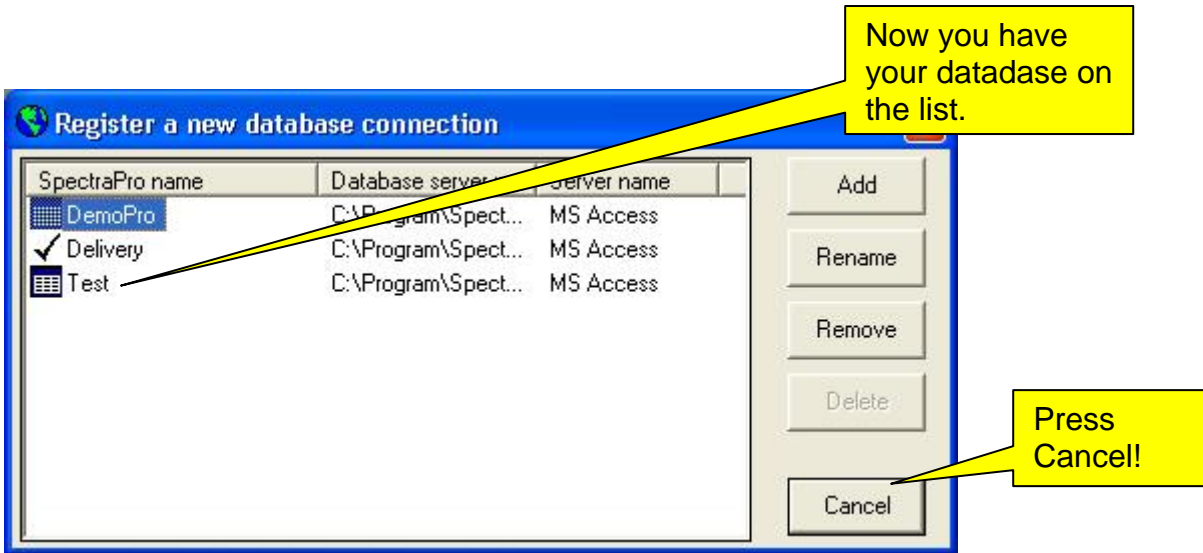 Now you have
your datadase on
the list.
Register a new database connection
SpectraPro name Database server Server name
DemoPro C:\Program\Spect... MS Access
Delivery C:\Program\Spect... MS Access
Test C:\Program\Spect... MS Access
Add
Rename
Remove
Delete
Press
Cancel!
Cancel